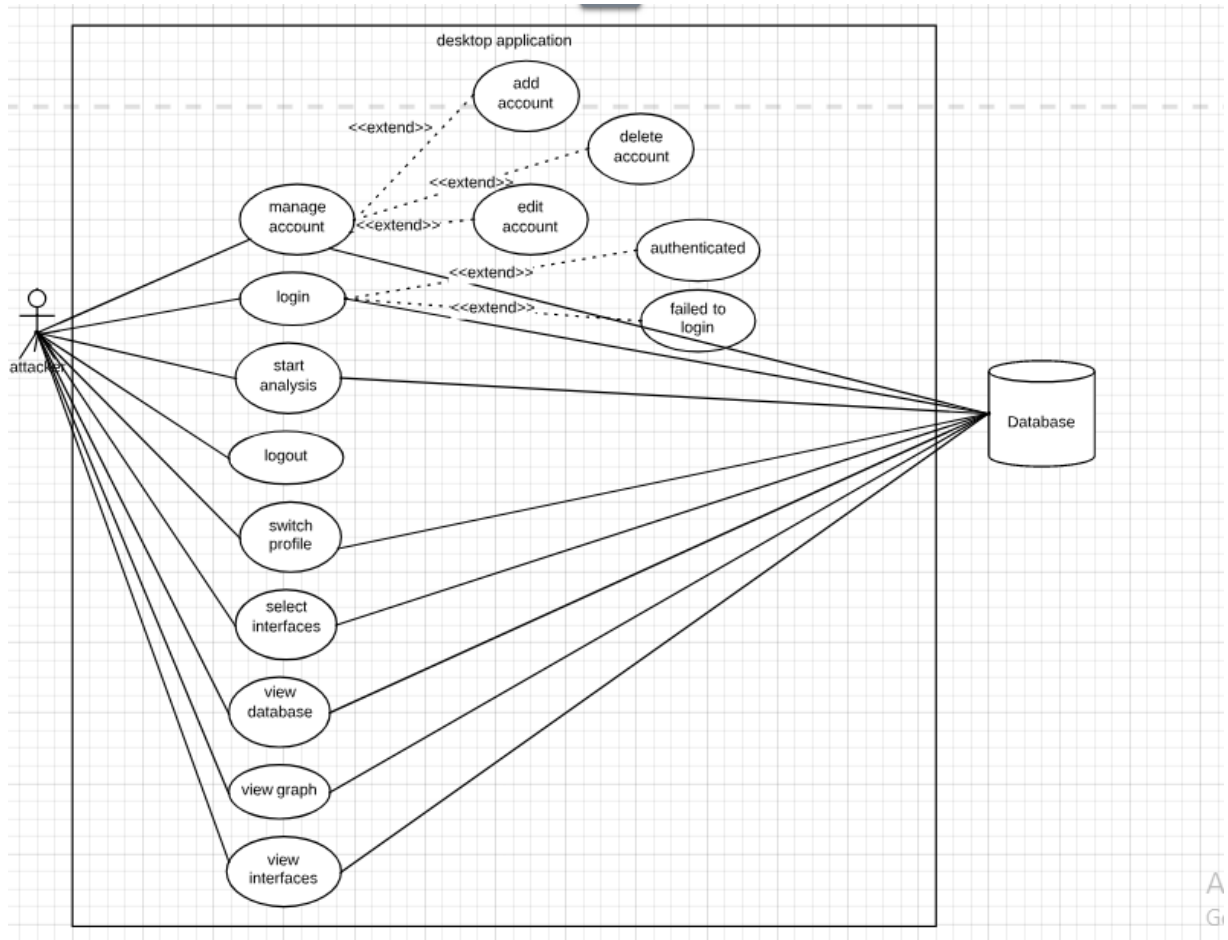 desktop application
add
account
<<extend>>
delete
account
<<extend>>
manage
account
edit
account
<<extend>>
authenticated
<<extend>>
login
<<extend>>
failed to
login
attacker
start
analysis
Database
logout
switch
profile
select
interfaces
view
database
view graph
view
interfaces